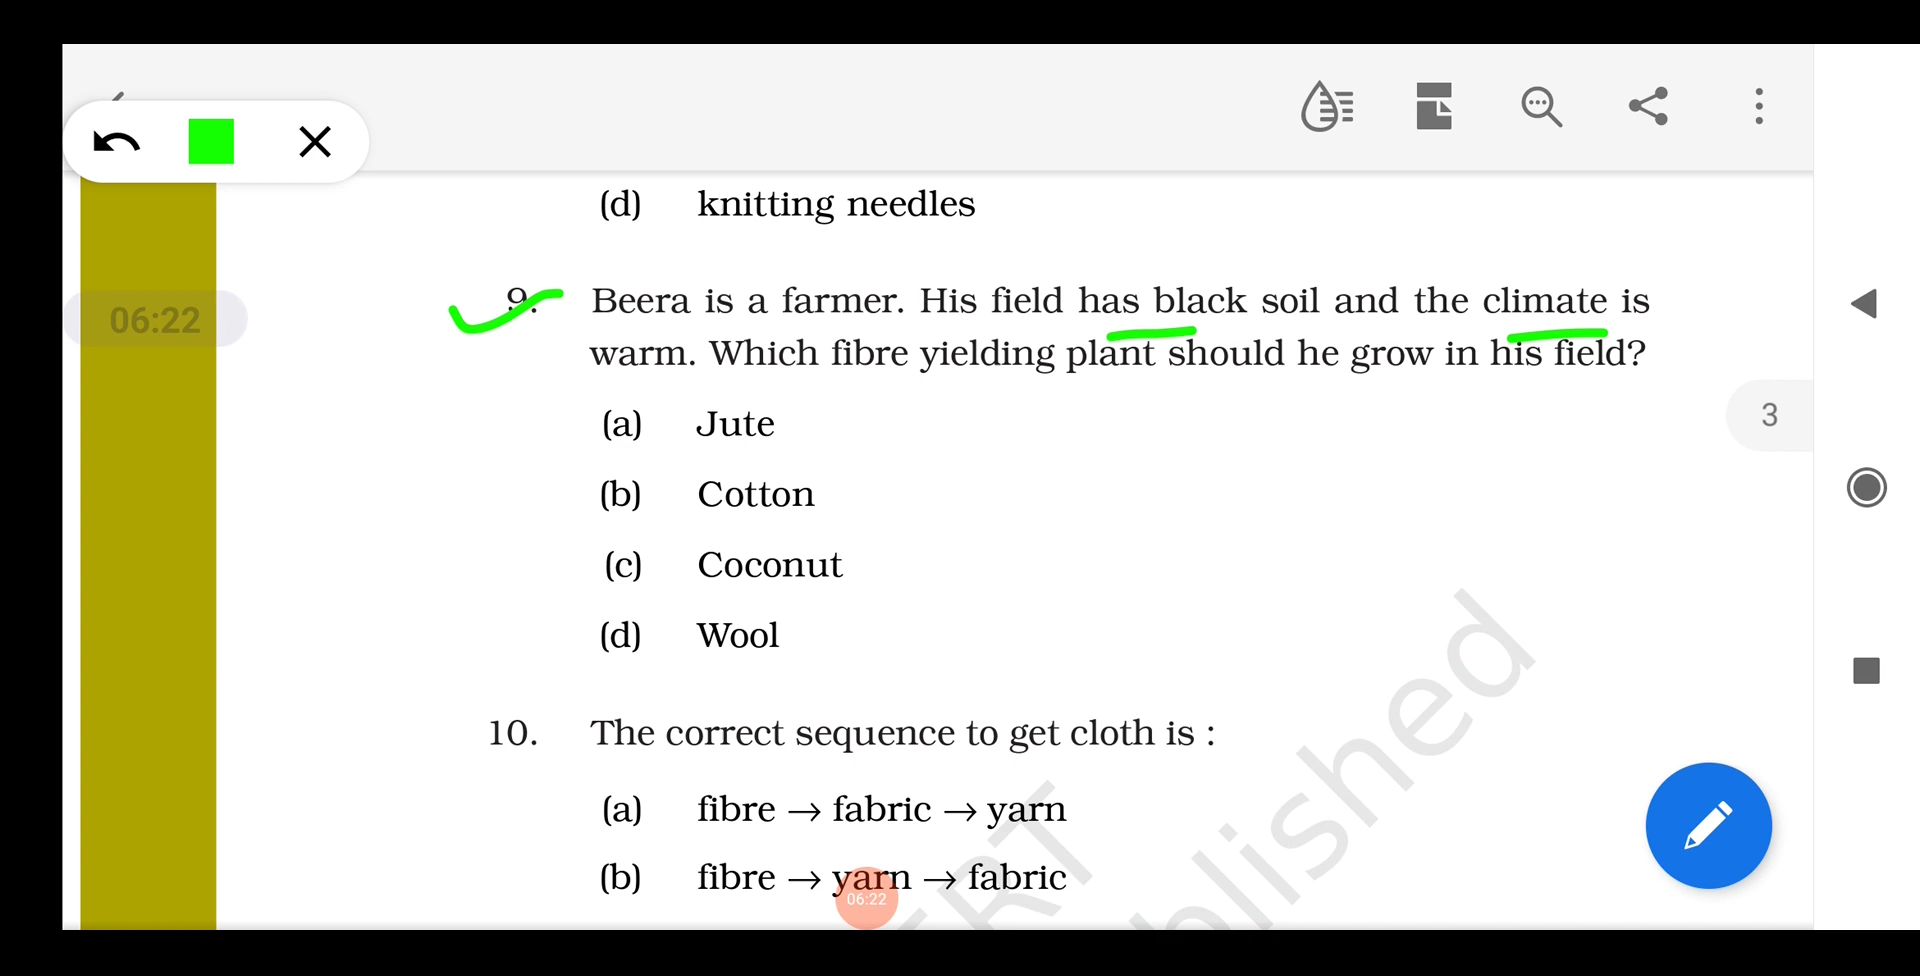 (d) knitting needles
9. Beera is a farmer. His field has black soil and the climate is
06:22
warm. Which fibre yielding plant should he grow in his field?
(a) Jute
3
(b) Cotton
(c) Coconut
(d) Wool
10. The correct sequence to get cloth is :
(a) fibre → fabric → yarn
(b) fibre → yarn → fabric
06:22